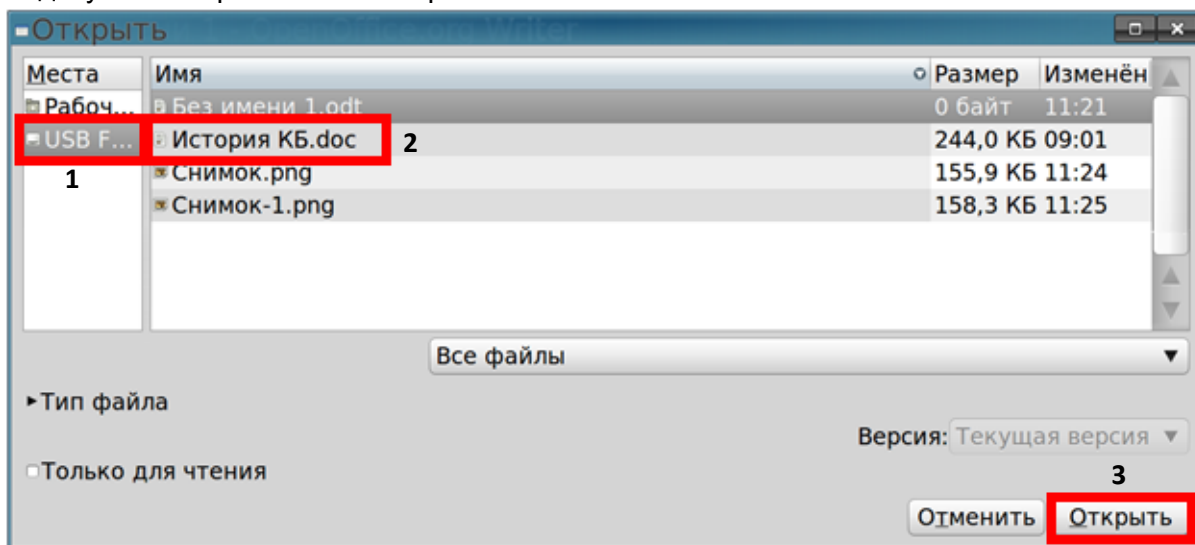 Открыть
Места Имя Размер Изменён
Рабоч... Без имени 1.odt 0 байт 11:21
USB F... История КБ.doc 2 244,0 КБ 09:01
1 Снимок.png 155,9 КБ 11:24
Снимок-1.png 158,3 КБ 11:25
Все файлы
Тип файла
Версия: Текущая версия
Только для чтения
3
Отменить Открыть